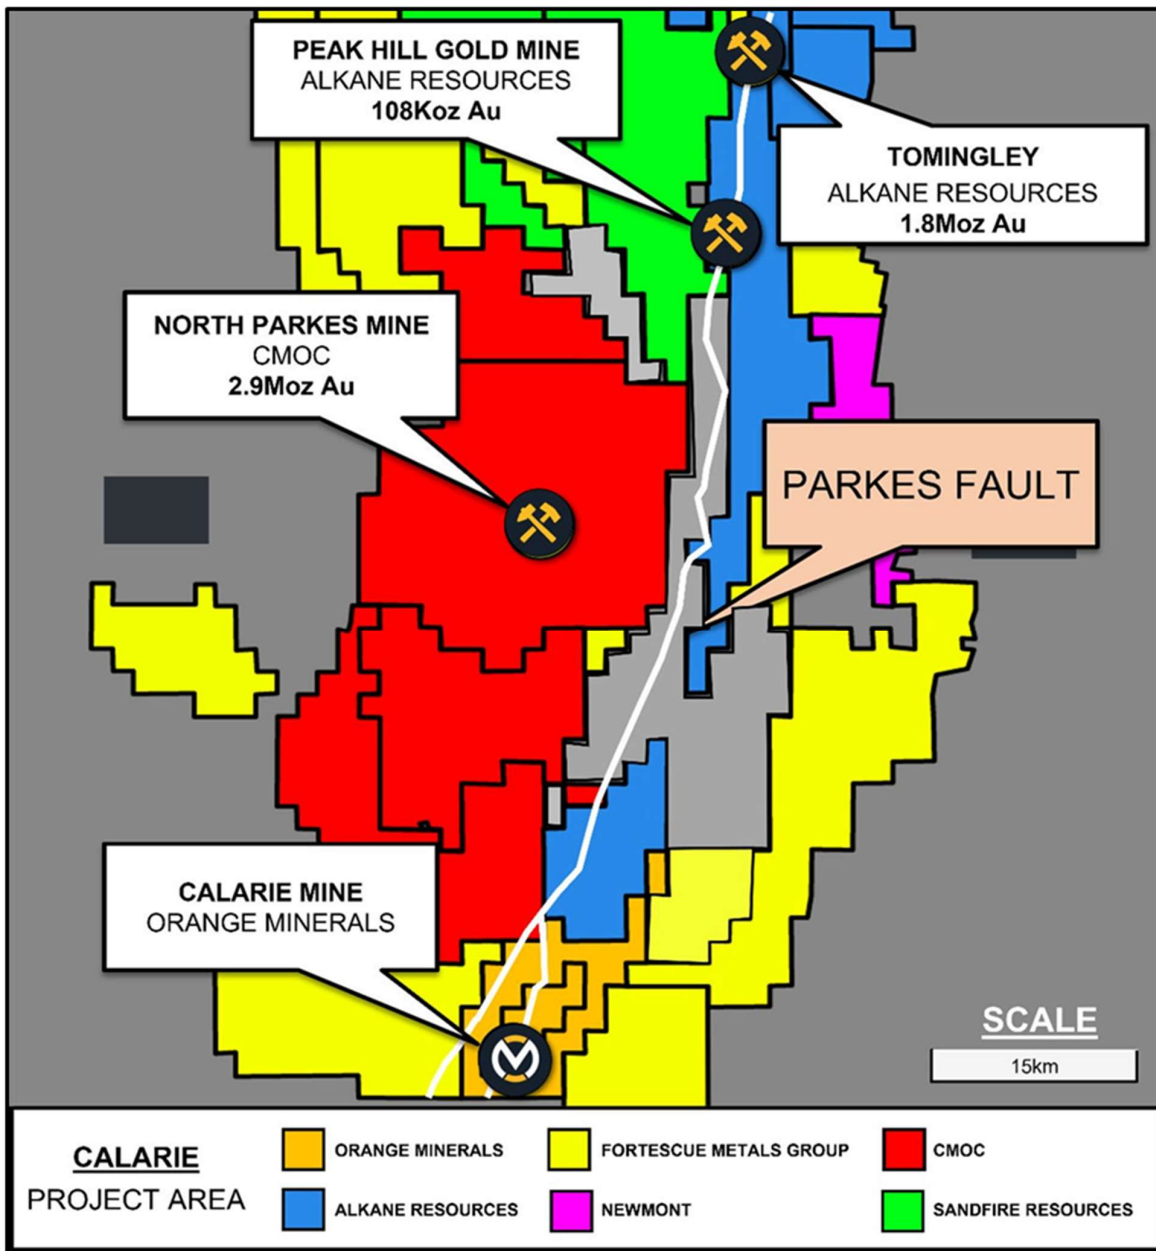 PEAK HILL GOLD MINE
ALKANE RESOURCES
108Koz Au
TOMINGLEY
ALKANE RESOURCES
1.8Moz Au
NORTH PARKES MINE
CMOC
2.9Moz Au
PARKES FAULT
CALARIE MINE
ORANGE MINERALS
SCALE
15km
CALARIE
PROJECT AREA
ORANGE MINERALS
FORTESCUE METALS GROUP
CMOC
ALKANE RESOURCES
NEWMONT
SANDFIRE RESOURCES